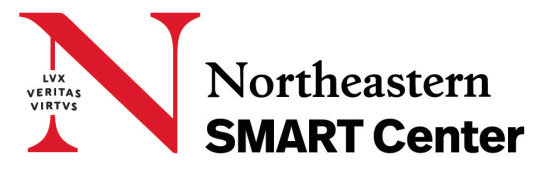 N
LVX
VERITAS
VIRTVS
Northeastern
SMART Center